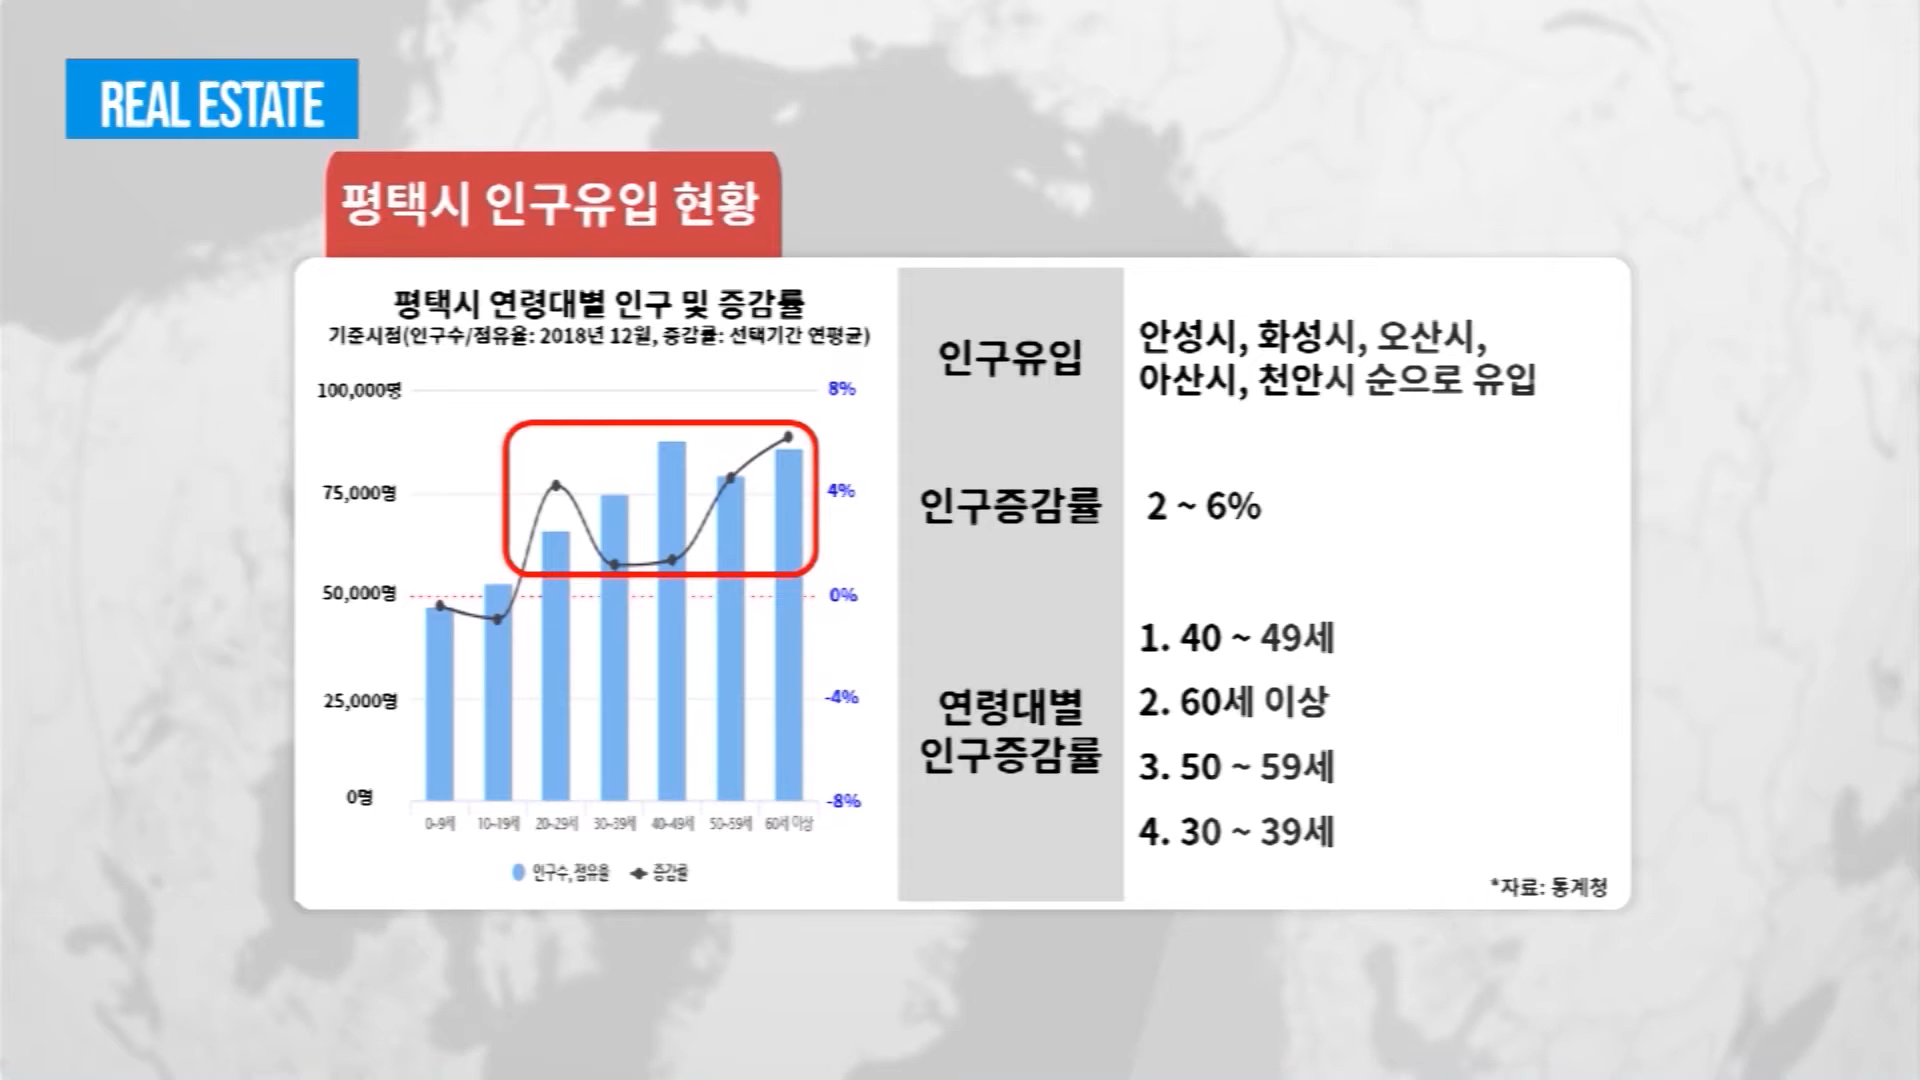 REAL ESTATE
평택시 인구유입 현황
평택시 연령대별 인구 및 증감률
기준시점(인구수/점유율: 2018년 12월, 증감률: 선택기간 연평균)
100,000명
75,000명
50,000명
25,000명
0명
8%
4%
0%
-4%
-8%
0~9세 10~19세 20~29세 30~39세 40~49세 50~59세 60세 이상
인구수, 점유율 증감률
인구유입
안성시, 화성시, 오산시,
아산시, 천안시 순으로 유입
인구증감률
2 ~ 6%
연령대별
인구증감률
1. 40 ~ 49세
2. 60세 이상
3. 50 ~ 59세
4. 30 ~ 39세
*자료: 통계청